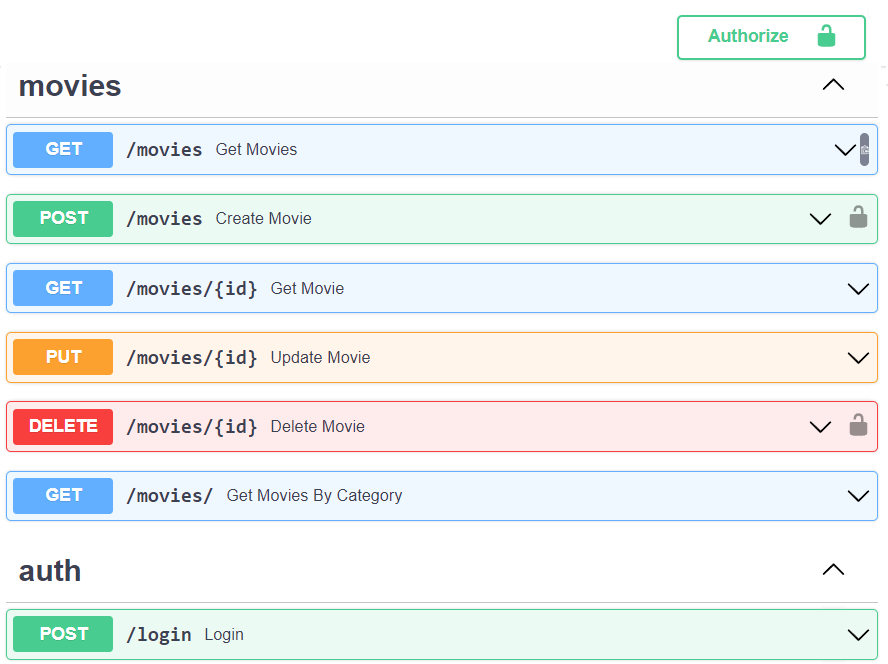 Authorize
movies
GET /movies Get Movies
POST /movies Create Movie
GET /movies/{id} Get Movie
PUT /movies/{id} Update Movie
DELETE /movies/{id} Delete Movie
GET /movies/ Get Movies By Category
auth
POST /login Login